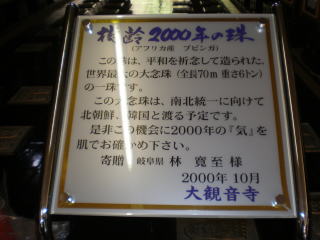 樹齢2000年の珠
(アフリカ産 ブビンガ)
この珠は、平和を祈念して造られた、
世界最大の大念珠(全長70m 重さ6トン)
の一珠です。
この大念珠は、南北統一に向けて
北朝鮮、韓国と渡る予定です。
是非この機会に2000年の『気』を
肌でお確かめ下さい。
寄贈 岐阜県 林 寛至 様
2000年 10月
大観音寺